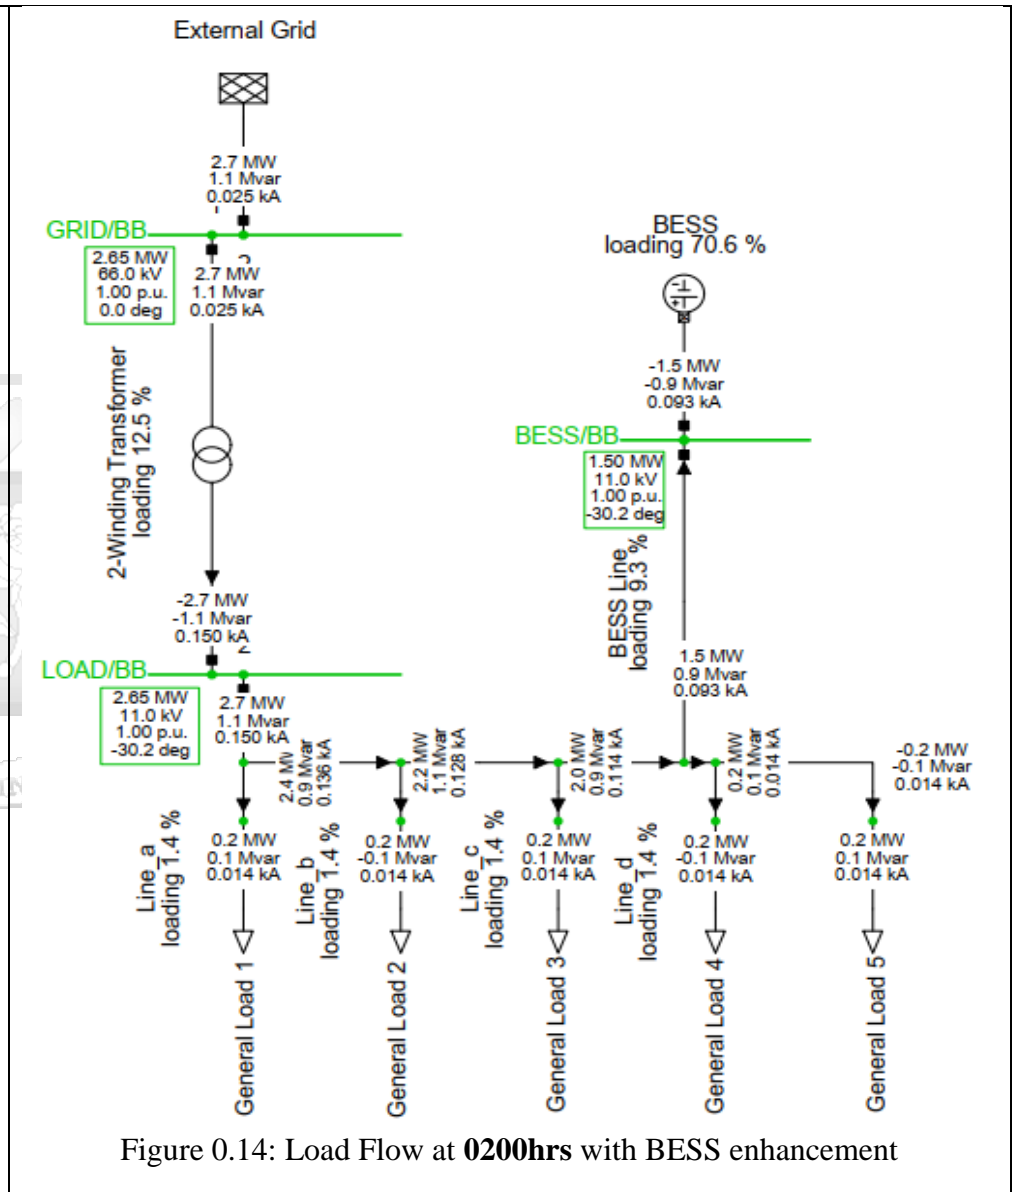 External Grid
2.7 MW
1.1 Mvar
0.025 kA
GRID/BB
2.65 MW
66.0 kV
1.00 p.u.
0.0 deg
2.7 MW
1.1 Mvar
0.025 kA
2-Winding Transformer
loading 12.5 %
-2.7 MW
-1.1 Mvar
0.150 kA
BESS
loading 70.6 %
-1.5 MW
-0.9 Mvar
0.093 kA
BESS/BB
1.50 MW
11.0 kV
1.00 p.u.
-30.2 deg
BESS Line
loading 9.3 %
1.5 MW
0.9 Mvar
0.093 kA
LOAD/BB
2.65 MW
11.0 kV
1.00 p.u.
-30.2 deg
2.7 MW
1.1 Mvar
0.150 kA
2.4 MW
0.9 Mvar
0.136 kA
2.2 MW
1.1 Mvar
0.128 kA
2.0 MW
0.9 Mvar
0.114 kA
0.2 MW
0.1 Mvar
0.014 kA
-0.2 MW
-0.1 Mvar
0.014 kA
Line_a
loading 1.4 %
0.2 MW
0.1 Mvar
0.014 kA
Line_b
loading 1.4 %
0.2 MW
-0.1 Mvar
0.014 kA
Line_c
loading 1.4 %
0.2 MW
0.1 Mvar
0.014 kA
Line_d
loading 1.4 %
0.2 MW
-0.1 Mvar
0.014 kA
0.2 MW
0.1 Mvar
0.014 kA
General Load 1
General Load 2
General Load 3
General Load 4
General Load 5
Figure 0.14: Load Flow at 0200hrs with BESS enhancement